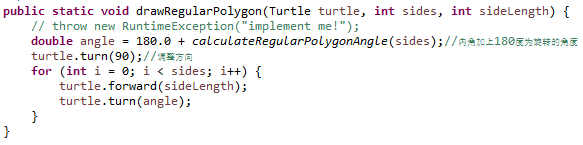 public static void drawRegularPolygon(Turtle turtle, int sides, int sideLength) {
// throw new RuntimeException("implement me!");
double angle = 180.0 + calculateRegularPolygonAngle(sides);//内角加上180度为旋转的角度
turtle.turn(90);//调整方向
for (int i = 0; i < sides; i++) {
turtle.forward(sideLength);
turtle.turn(angle);
}
}